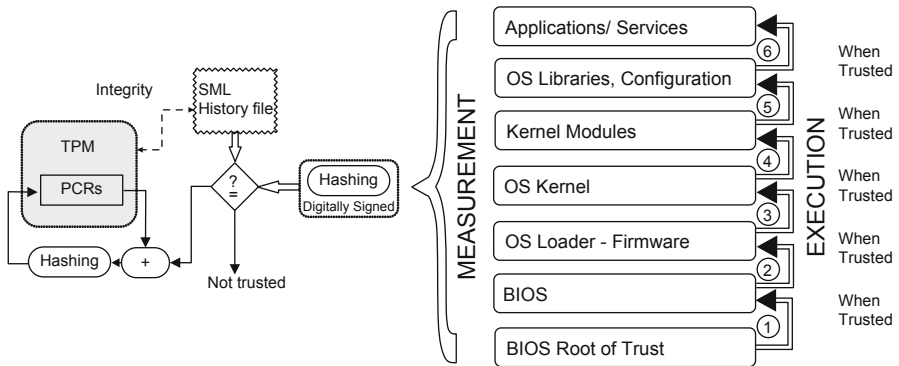 Integrity
SML
History file
TPM
PCRs
Hashing
+
?
=
Not trusted
Hashing
Digitally Signed
MEASUREMENT
Applications/ Services
OS Libraries, Configuration
Kernel Modules
OS Kernel
OS Loader - Firmware
BIOS
BIOS Root of Trust
6
5
4
3
2
1
EXECUTION
When
Trusted
When
Trusted
When
Trusted
When
Trusted
When
Trusted